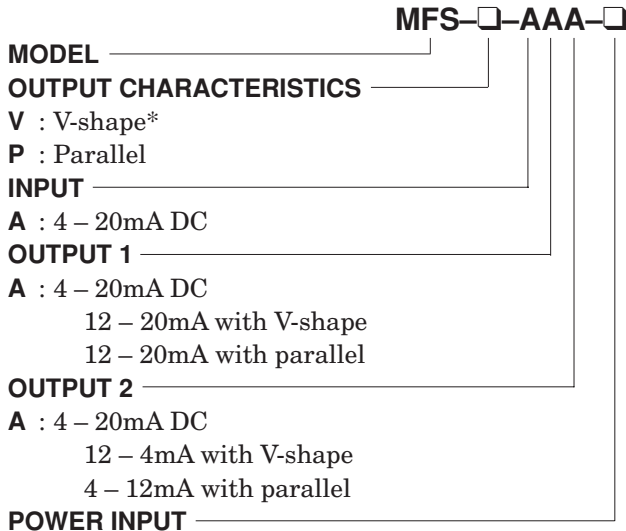 MFS–❏–AAA–❏
MODEL
OUTPUT CHARACTERISTICS
V : V-shape*
P : Parallel
INPUT
A : 4 – 20mA DC
OUTPUT 1
A : 4 – 20mA DC
12 – 20mA with V-shape
12 – 20mA with parallel
OUTPUT 2
A : 4 – 20mA DC
12 – 4mA with V-shape
4 – 12mA with parallel
POWER INPUT